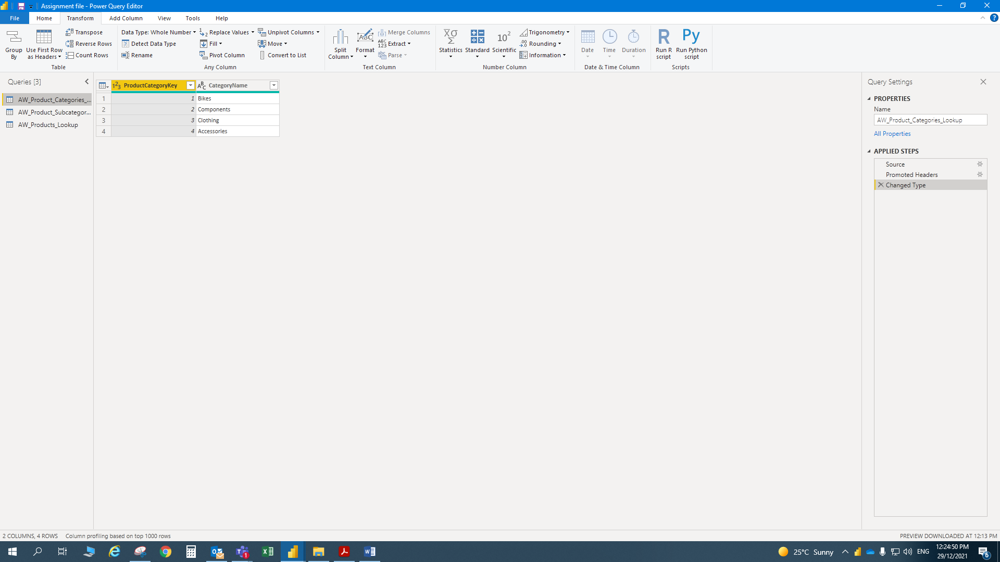 Assignment file - Power Query Editor
File Home Transform Add Column View Tools Help
Group By
Use First Row as Headers
Transpose
Reverse Rows
Count Rows
Table
Data Type: Whole Number
Detect Data Type
Rename
Replace Values
Fill
Pivot Column
Unpivot Columns
Move
Convert to List
Any Column
Split Column
Format
Merge Columns
Extract
Parse
Text Column
Statistics
Standard
Scientific
Trigonometry
Rounding
Information
Number Column
Date
Time
Duration
Date & Time Column
Run R script
Run Python script
Scripts
Queries [3]
AW_Product_Categories_...
AW_Product_Subcategor...
AW_Products_Lookup
ProductCategoryKey CategoryName
1 1 Bikes
2 2 Components
3 3 Clothing
4 4 Accessories
Query Settings
PROPERTIES
Name
AW_Product_Categories_Lookup
All Properties
APPLIED STEPS
Source
Promoted Headers
Changed Type
2 COLUMNS, 4 ROWS Column profiling based on top 1000 rows
PREVIEW DOWNLOADED AT 12:13 PM
25°C Sunny
ENG
12:24:50 PM
29/12/2021
6